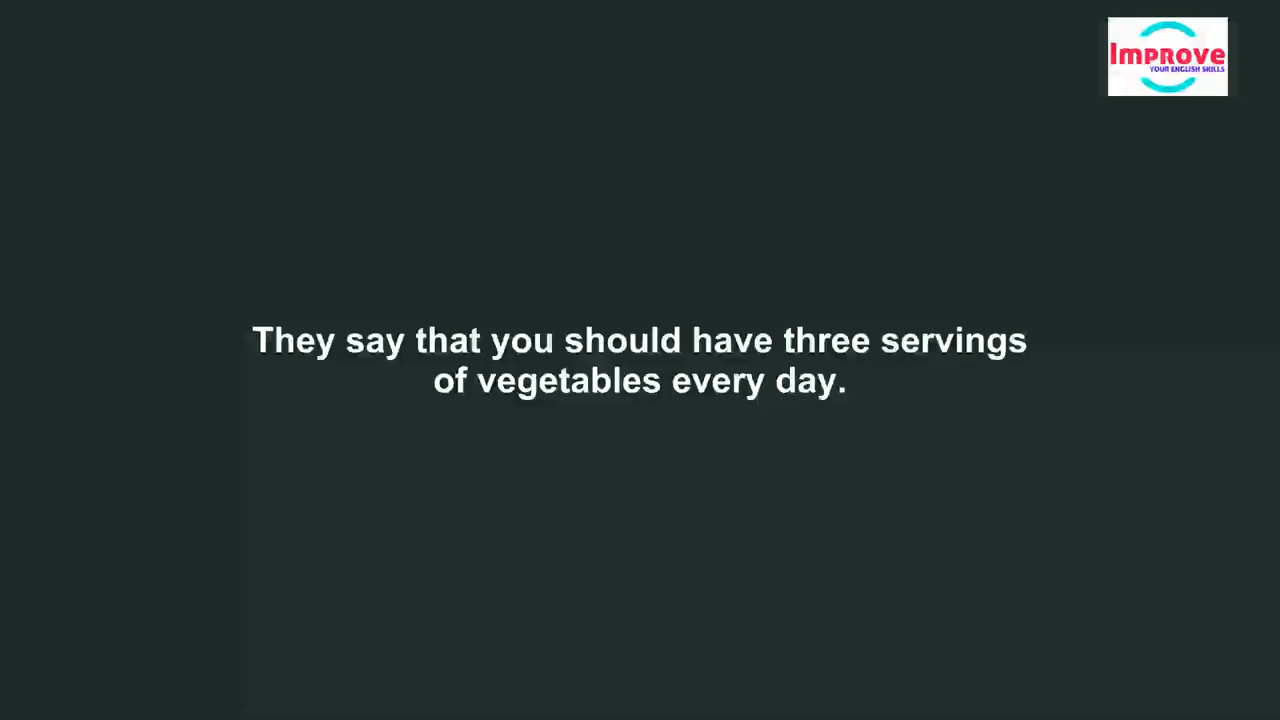 Improve
YOUR ENGLISH SKILLS
They say that you should have three servings
of vegetables every day.